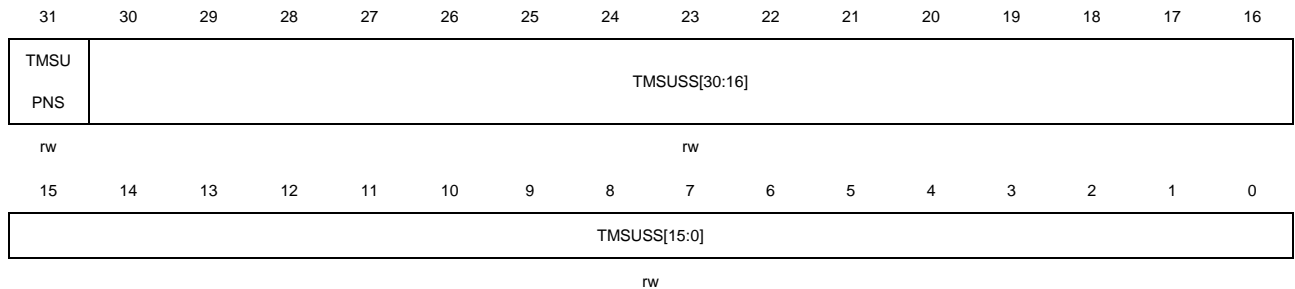 31 30 29 28 27 26 25 24 23 22 21 20 19 18 17 16
TMSU
PNS
TMSUSS[30:16]
rw rw
15 14 13 12 11 10 9 8 7 6 5 4 3 2 1 0
TMSUSS[15:0]
rw